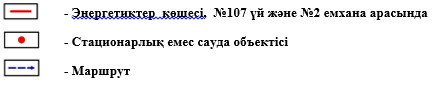 - Энергетиктер көшесі, №107 үй және №2 емхана арасында
- Стационарлық емес сауда объектісі
- Маршрут